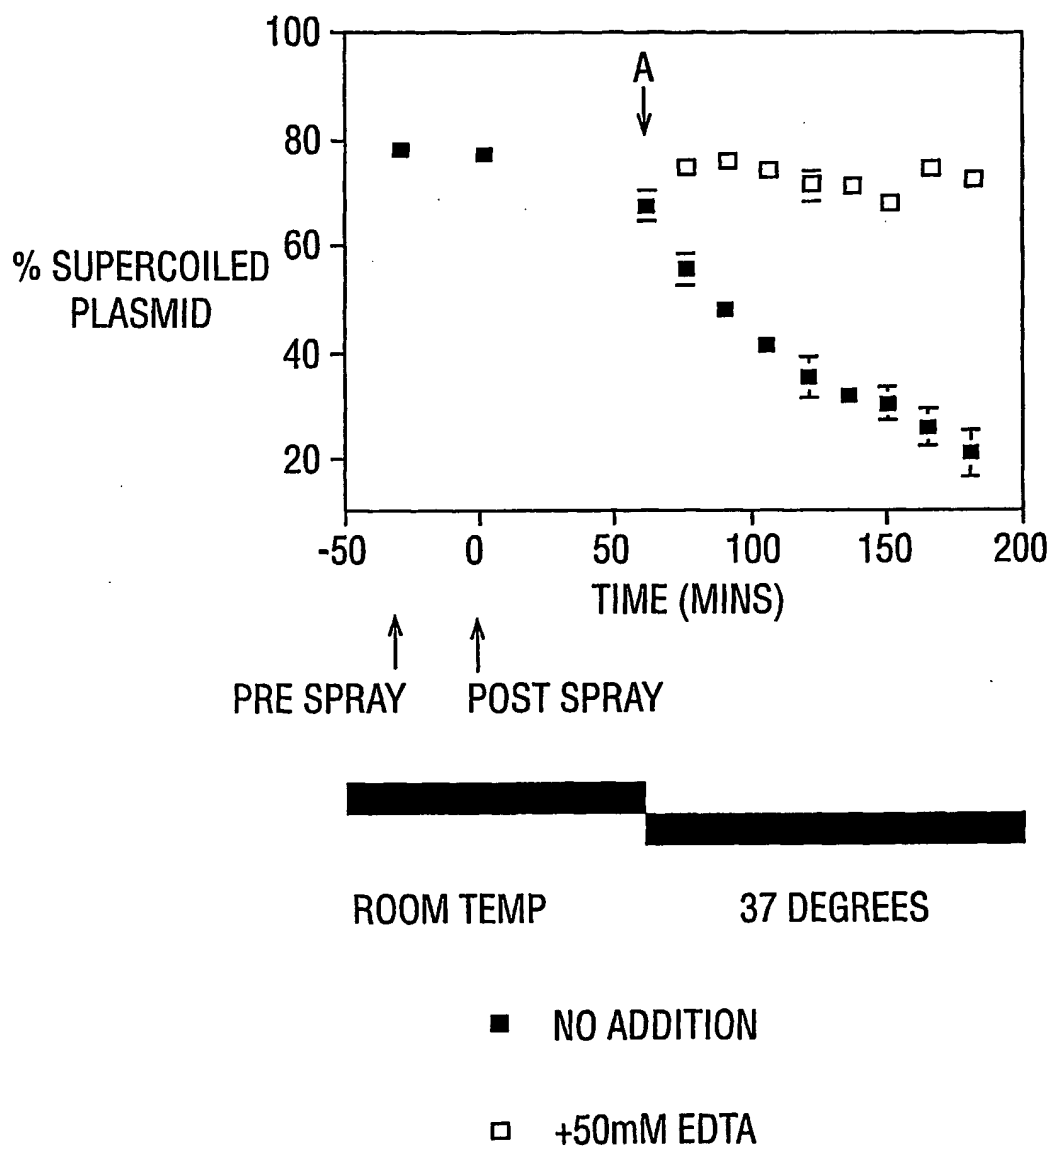 100
A
80
60
% SUPERCOILED
PLASMID
40
20
-50 0 50 100 150 200
TIME (MINS)
PRE SPRAY POST SPRAY
ROOM TEMP 37 DEGREES
NO ADDITION
+50mM EDTA